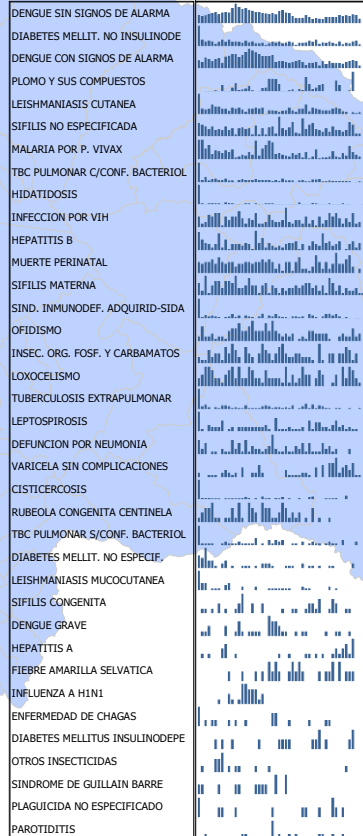 DENGUE SIN SIGNOS DE ALARMA
DIABETES MELLIT. NO INSULINODE
DENGUE CON SIGNOS DE ALARMA
PLOMO Y SUS COMPUESTOS
LEISHMANIASIS CUTANEA
SIFILIS NO ESPECIFICADA
MALARIA POR P. VIVAX
TBC PULMONAR C/CONF. BACTERIOL
HIDATIDOSIS
INFECCION POR VIH
HEPATITIS B
MUERTE PERINATAL
SIFILIS MATERNA
SIND. INMUNODEF. ADQUIRID-SIDA
OFIDISMO
INSEC. ORG. FOSF. Y CARBAMATOS
LOXOCELISMO
TUBERCULOSIS EXTRAPULMONAR
LEPTOSPIROSIS
DEFUNCION POR NEUMONIA
VARICELA SIN COMPLICACIONES
CISTICERCOSIS
RUBEOLA CONGENITA CENTINELA
TBC PULMONAR S/CONF. BACTERIOL
DIABETES MELLIT. NO ESPECIF.
LEISHMANIASIS MUCOCUTANEA
SIFILIS CONGENITA
DENGUE GRAVE
HEPATITIS A
FIEBRE AMARILLA SELVATICA
INFLUENZA A H1N1
ENFERMEDAD DE CHAGAS
DIABETES MELLITUS INSULINODEPE
OTROS INSECTICIDAS
SINDROME DE GUILLAIN BARRE
PLAGUICIDA NO ESPECIFICADO
PAROTIDITIS